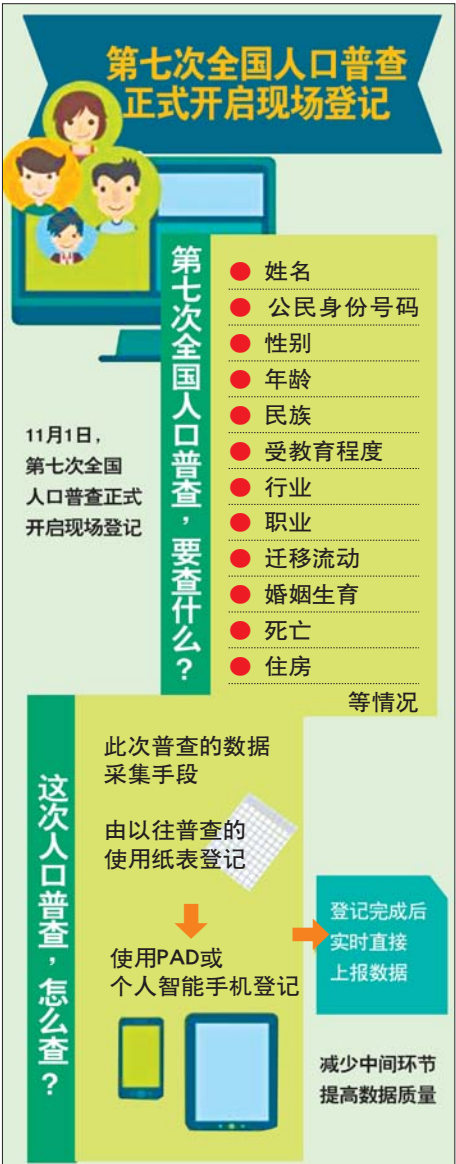 第七次全国人口普查
正式开启现场登记
11月1日，
第七次全国
人口普查正式
开启现场登记
第七次全国人口普查，要查什么？
姓名
公民身份号码
性别
年龄
民族
受教育程度
行业
职业
迁移流动
婚姻生育
死亡
住房
等情况
这次人口普查，怎么查？
此次普查的数据
采集手段
由以往普查的
使用纸表登记
使用PAD或
个人智能手机登记
登记完成后
实时直接
上报数据
减少中间环节
提高数据质量